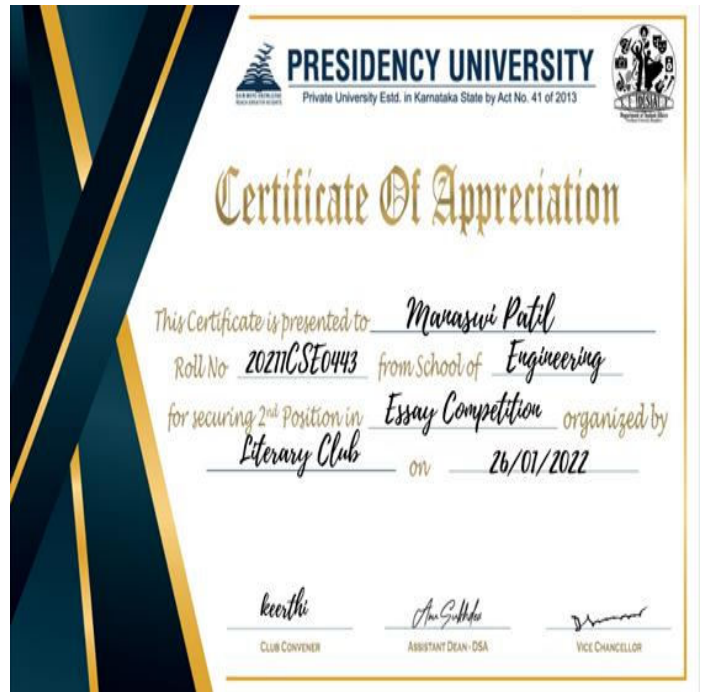 PRESIDENCY UNIVERSITY
Private University Estd. in Karnataka State by Act No. 41 of 2013
Certificate Of Appreciation
This Certificate is presented to Manaswi Patil
Roll No 20211CSE0443 from School of Engineering
for securing 2nd Position in Essay Competition organized by
Literary Club on 26/01/2022
keerthi
CLUB CONVENER
ASSISTANT DEAN - DSA
VICE CHANCELLOR